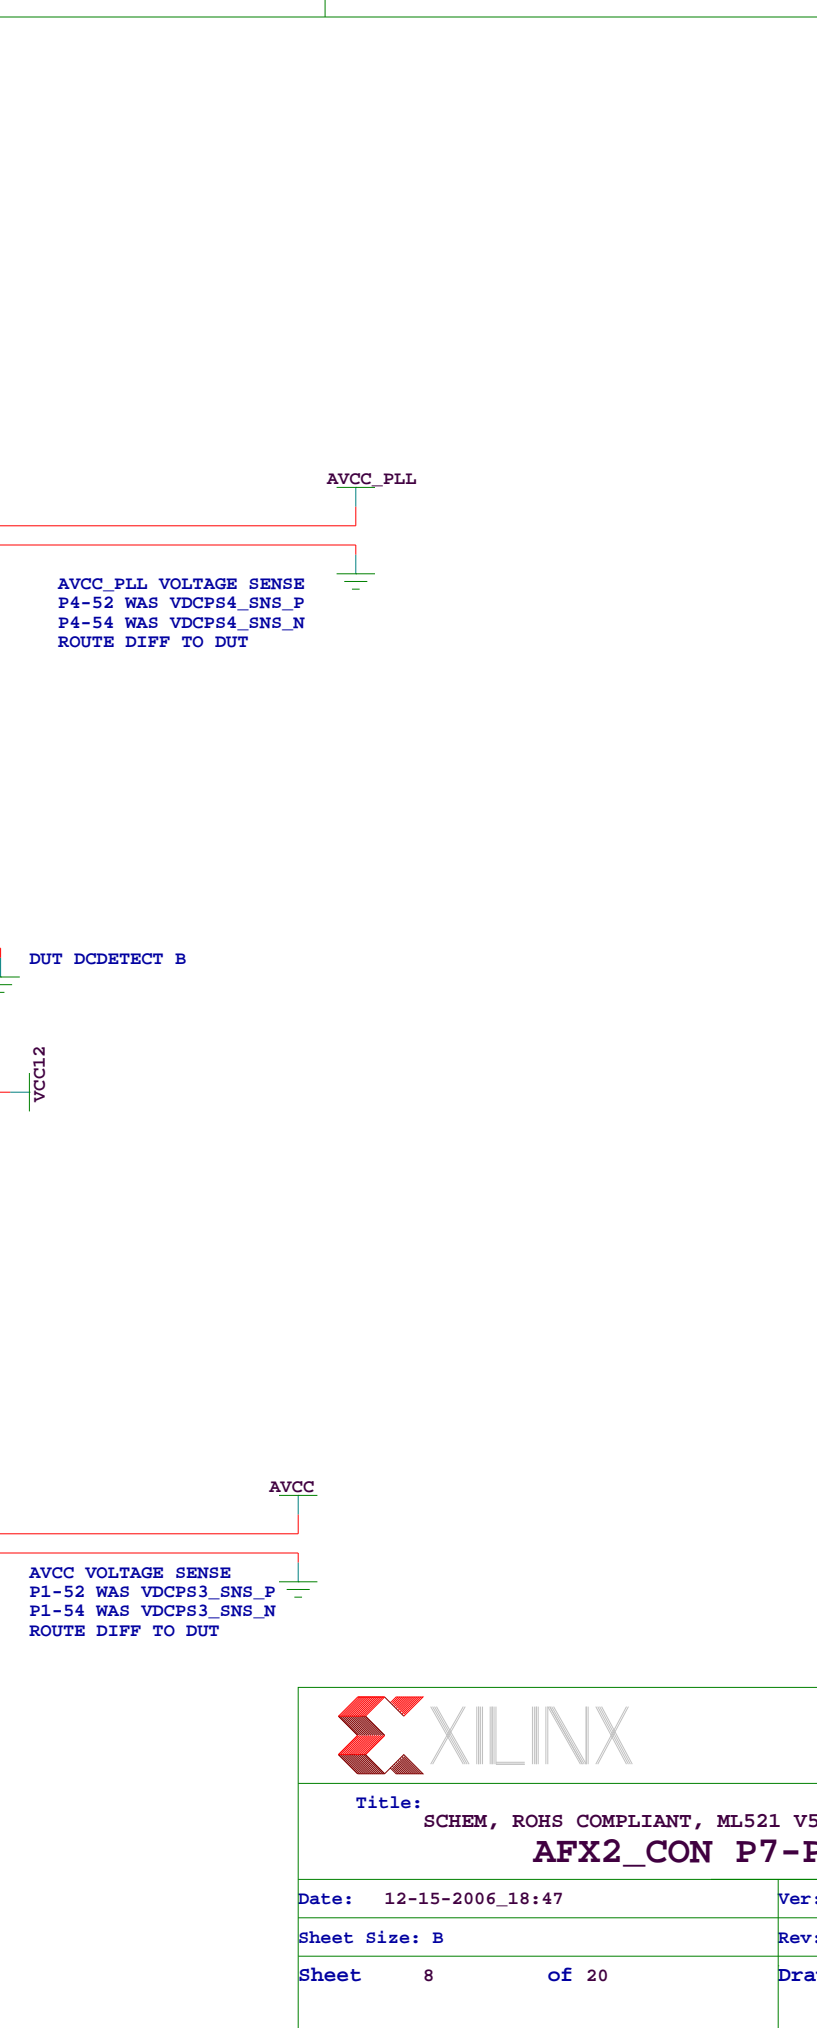 AVCC_PLL
AVCC_PLL VOLTAGE SENSE
P4-52 WAS VDCPS4_SNS_P
P4-54 WAS VDCPS4_SNS_N
ROUTE DIFF TO DUT
DUT DCDETECT B
VCC12
AVCC
AVCC VOLTAGE SENSE
P1-52 WAS VDCPS3_SNS_P
P1-54 WAS VDCPS3_SNS_N
ROUTE DIFF TO DUT
XILINX
Title:
SCHEM, ROHS COMPLIANT, ML521 V5
AFX2_CON P7-P
Date: 12-15-2006_18:47
Ver:
Sheet Size: B
Rev:
Sheet 8 of 20